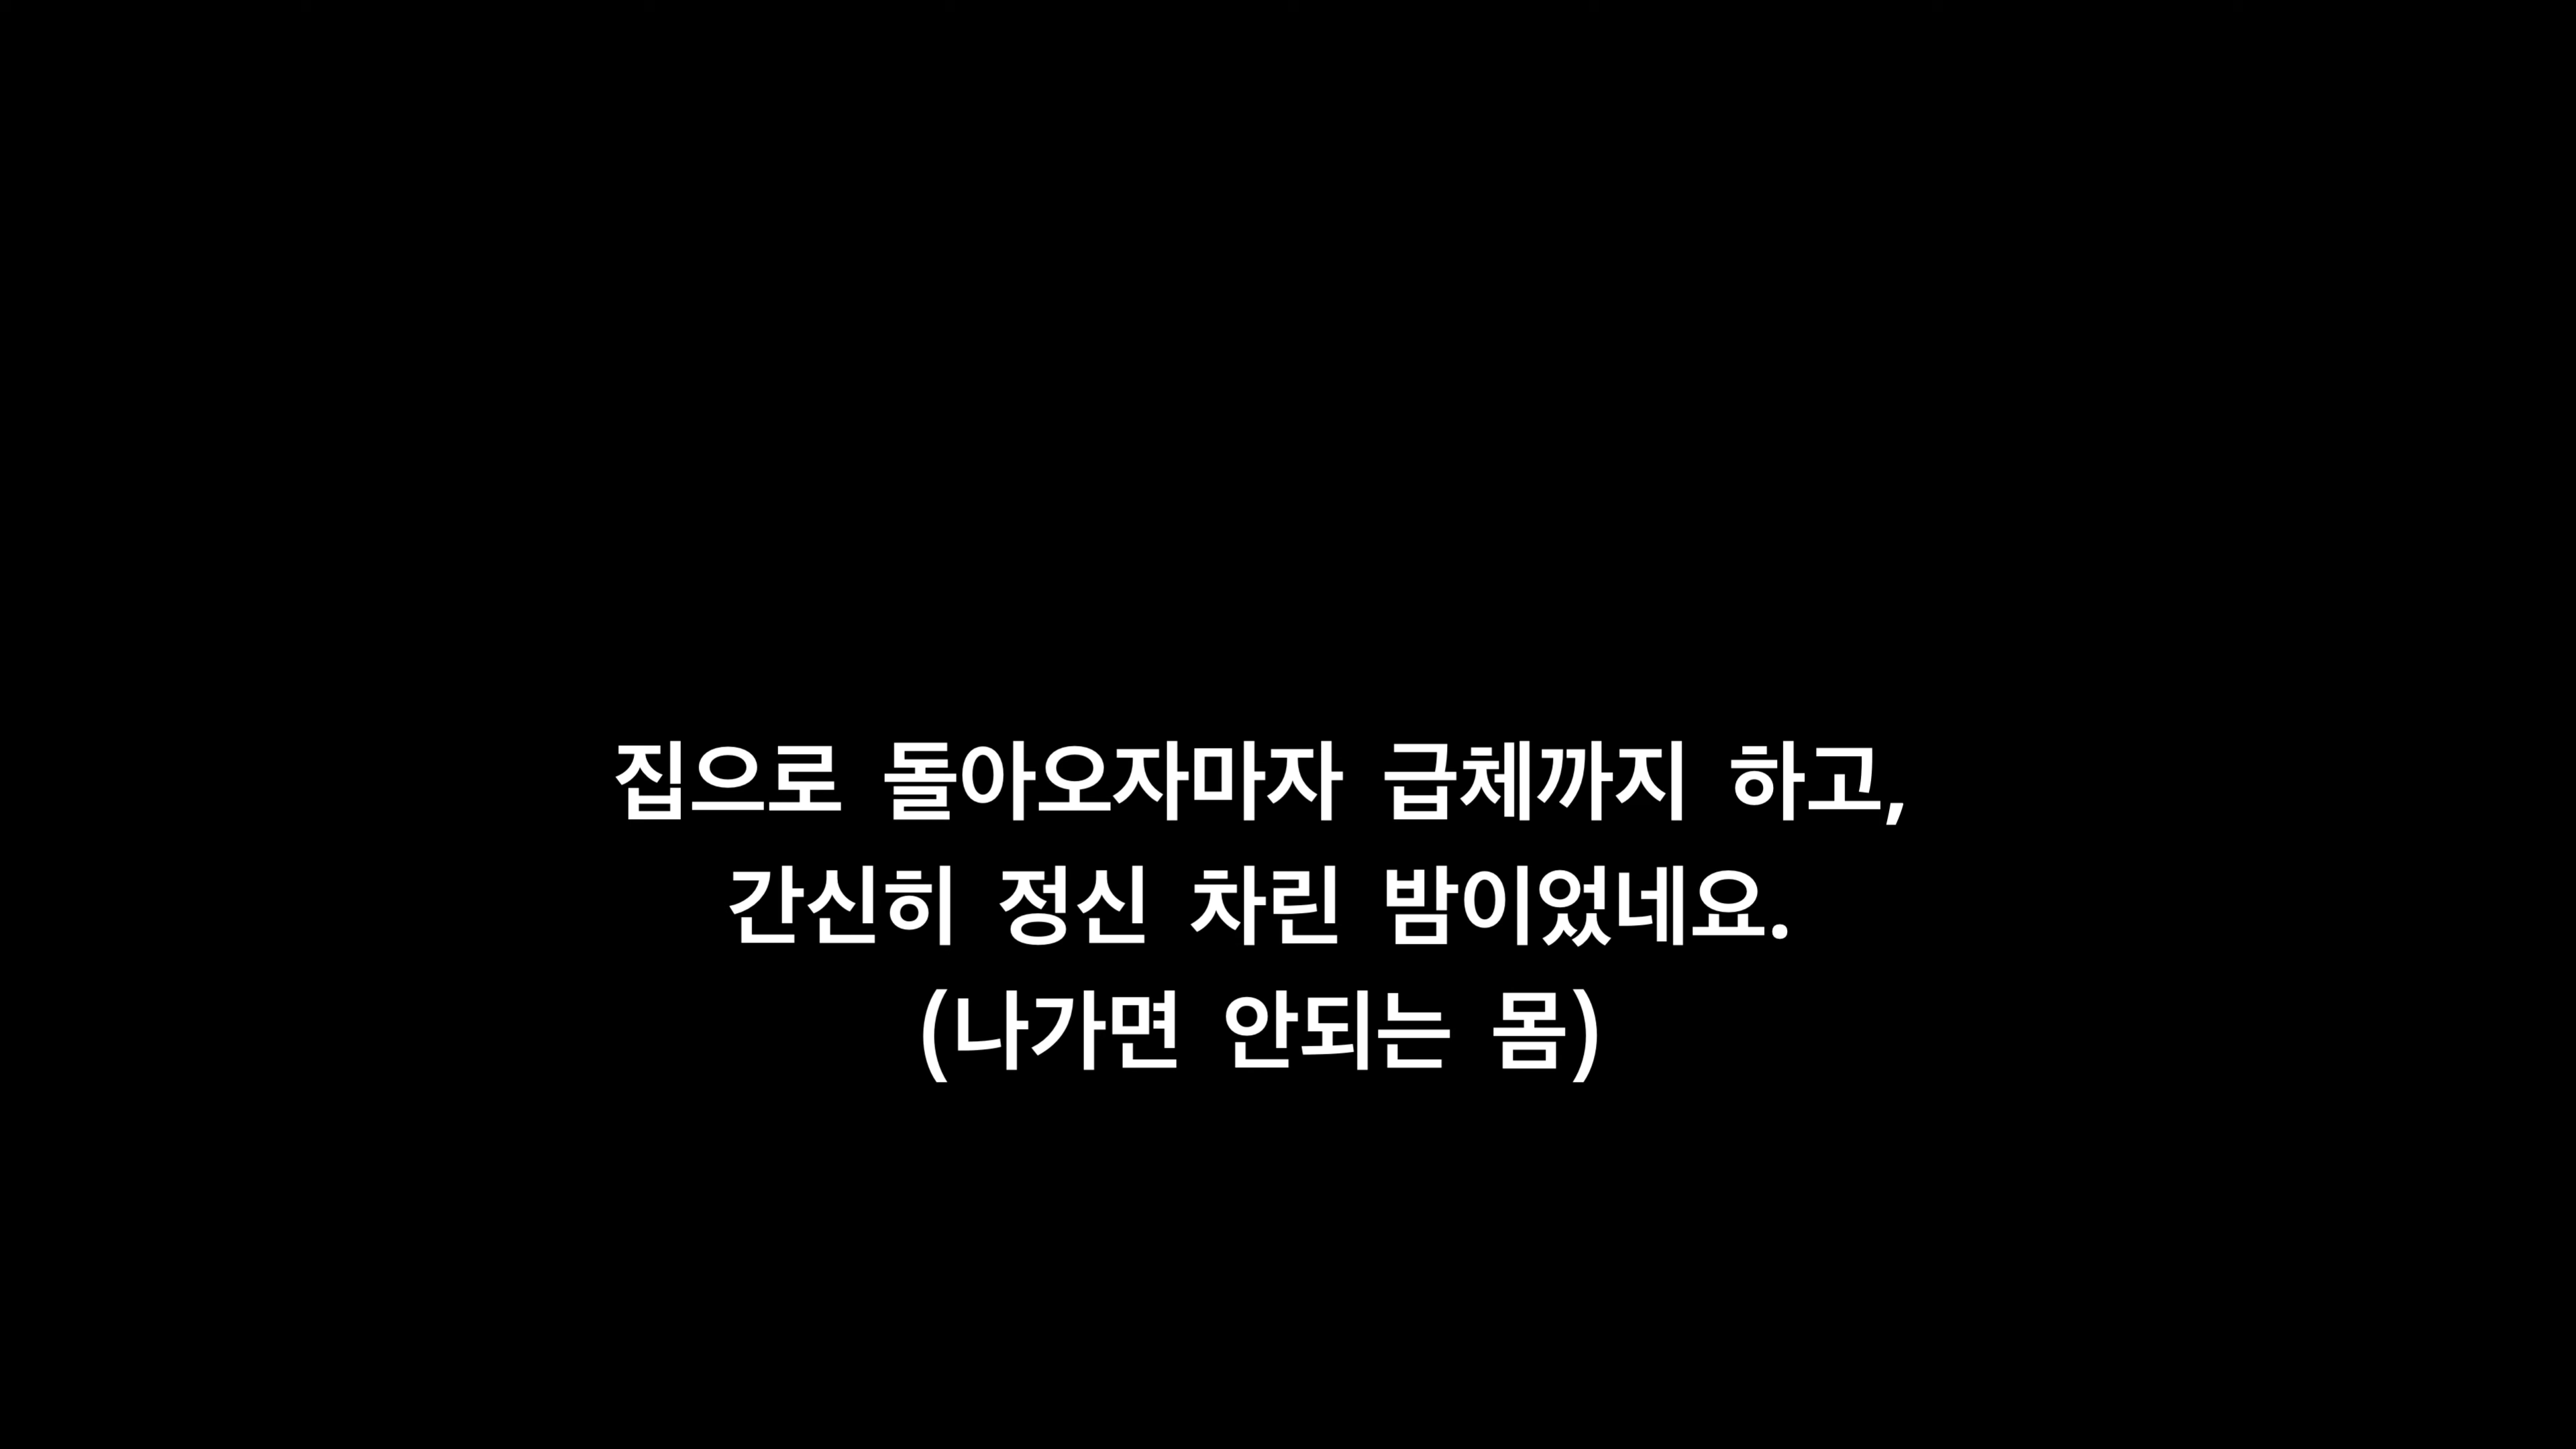 집으로 돌아오자마자 급체까지 하고,
간신히 정신 차린 밤이었네요.
(나가면 안되는 몸)